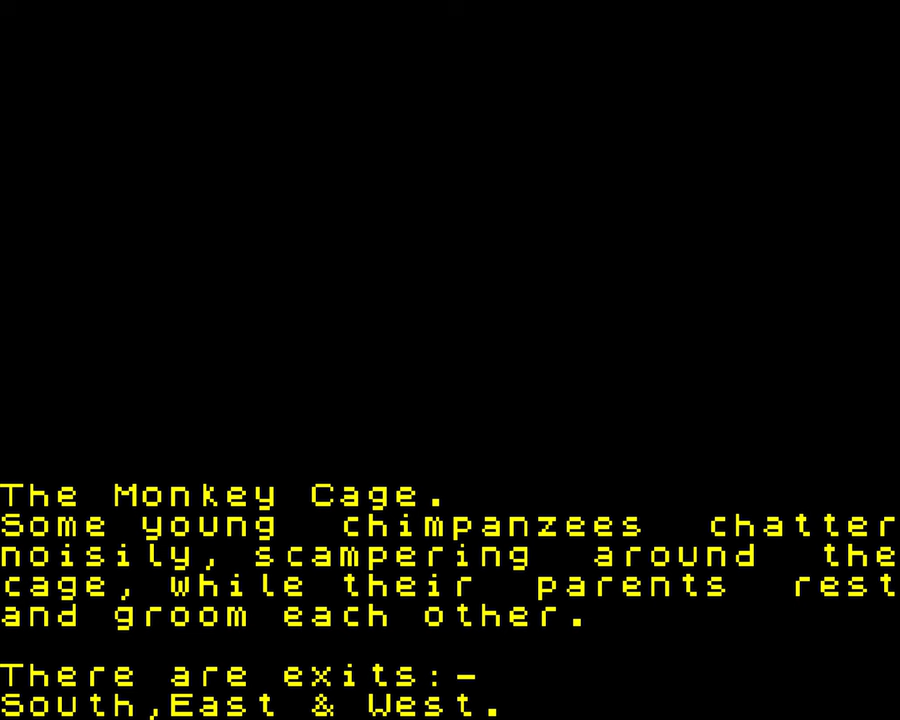 The Monkey Cage.
Some young chimpanzees chatter
noisily, scampering around the
cage, while their parents rest
and groom each other.
There are exits:-
South,East & West.